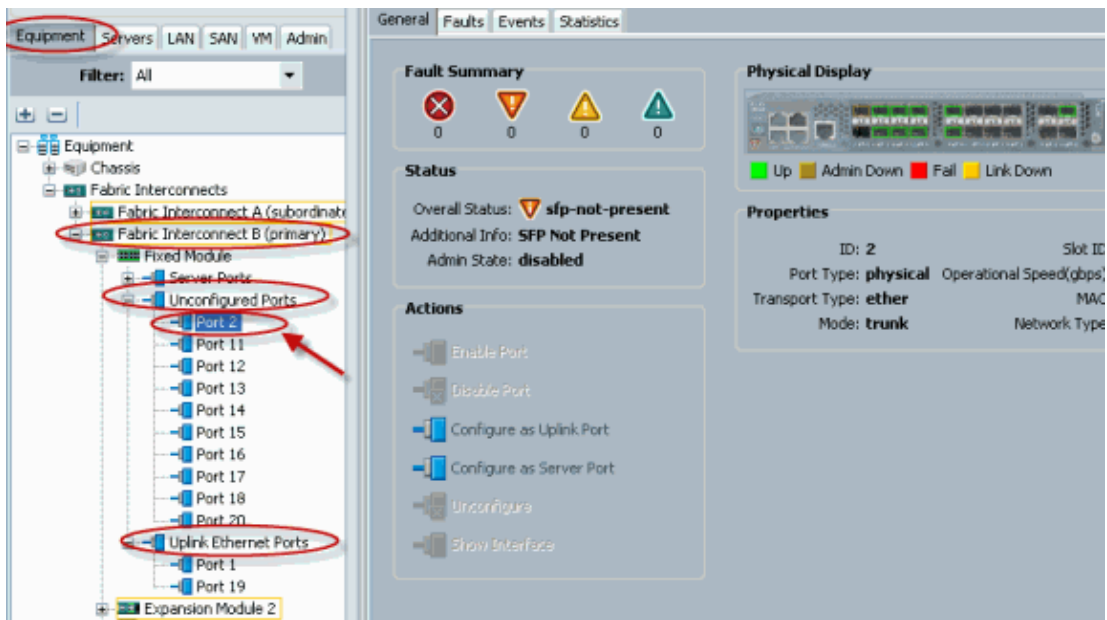 Equipment Servers LAN SAN VM Admin
Filter: All
Equipment
Chassis
Fabric Interconnects
Fabric Interconnect A (subordinate
Fabric Interconnect B (primary)
Fixed Module
Server Ports
Unconfigured Ports
Port 2
Port 11
Port 12
Port 13
Port 14
Port 15
Port 16
Port 17
Port 18
Port 20
Uplink Ethernet Ports
Port 1
Port 19
Expansion Module 2
General Faults Events Statistics
Fault Summary
0 0 0 0
Status
Overall Status: sfp-not-present
Additional Info: SFP Not Present
Admin State: disabled
Actions
Enable Port
Disable Port
Configure as Uplink Port
Configure as Server Port
Unconfigure
Show Interface
Physical Display
Up Admin Down Fail Link Down
Properties
ID: 2 Slot ID
Port Type: physical Operational Speed(gbps)
Transport Type: ether MAC
Mode: trunk Network Type